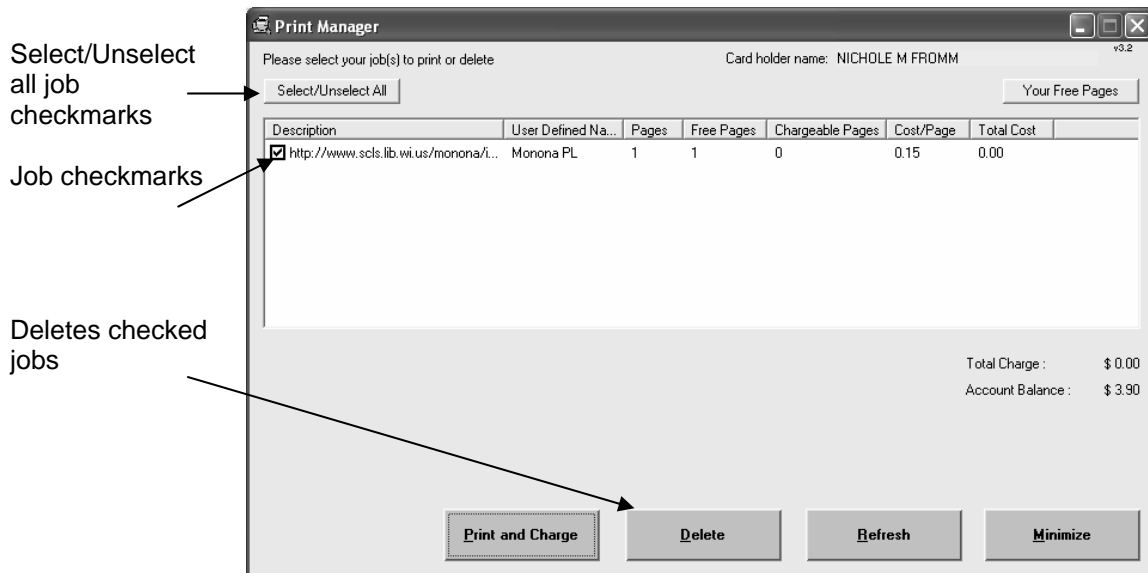 Print Manager
Select/Unselect
all job
checkmarks
Please select your job(s) to print or delete
Card holder name: NICHOLE M FROMM
v3.2
Select/Unselect All
Your Free Pages
Description User Defined Na... Pages Free Pages Chargeable Pages Cost/Page Total Cost
http://www.scls.lib.wi.us/monona/i... Monona PL 1 1 0 0.15 0.00
Job checkmarks
Deletes checked
jobs
Total Charge : $ 0.00
Account Balance : $ 3.90
Print and Charge Delete Refresh Minimize